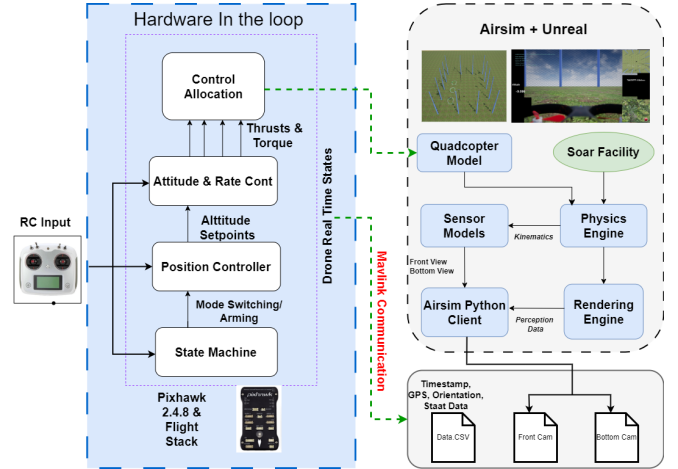 Hardware In the loop
Control
Allocation
Thrusts &
Torque
Attitude & Rate Cont
Alttitude
Setpoints
Position Controller
Mode Switching/
Arming
State Machine
RC Input
Pixhawk
2.4.8 &
Flight
Stack
pixhawk
Drone Real Time States
Mavlink Communication
Airsim + Unreal
Quadcopter
Model
Soar Facility
Sensor
Models
Kinematics
Physics
Engine
Front View
Bottom View
Airsim Python
Client
Perception
Data
Rendering
Engine
Timestamp,
GPS, Orientation,
Staat Data
Data.CSV
Front Cam
Bottom Cam